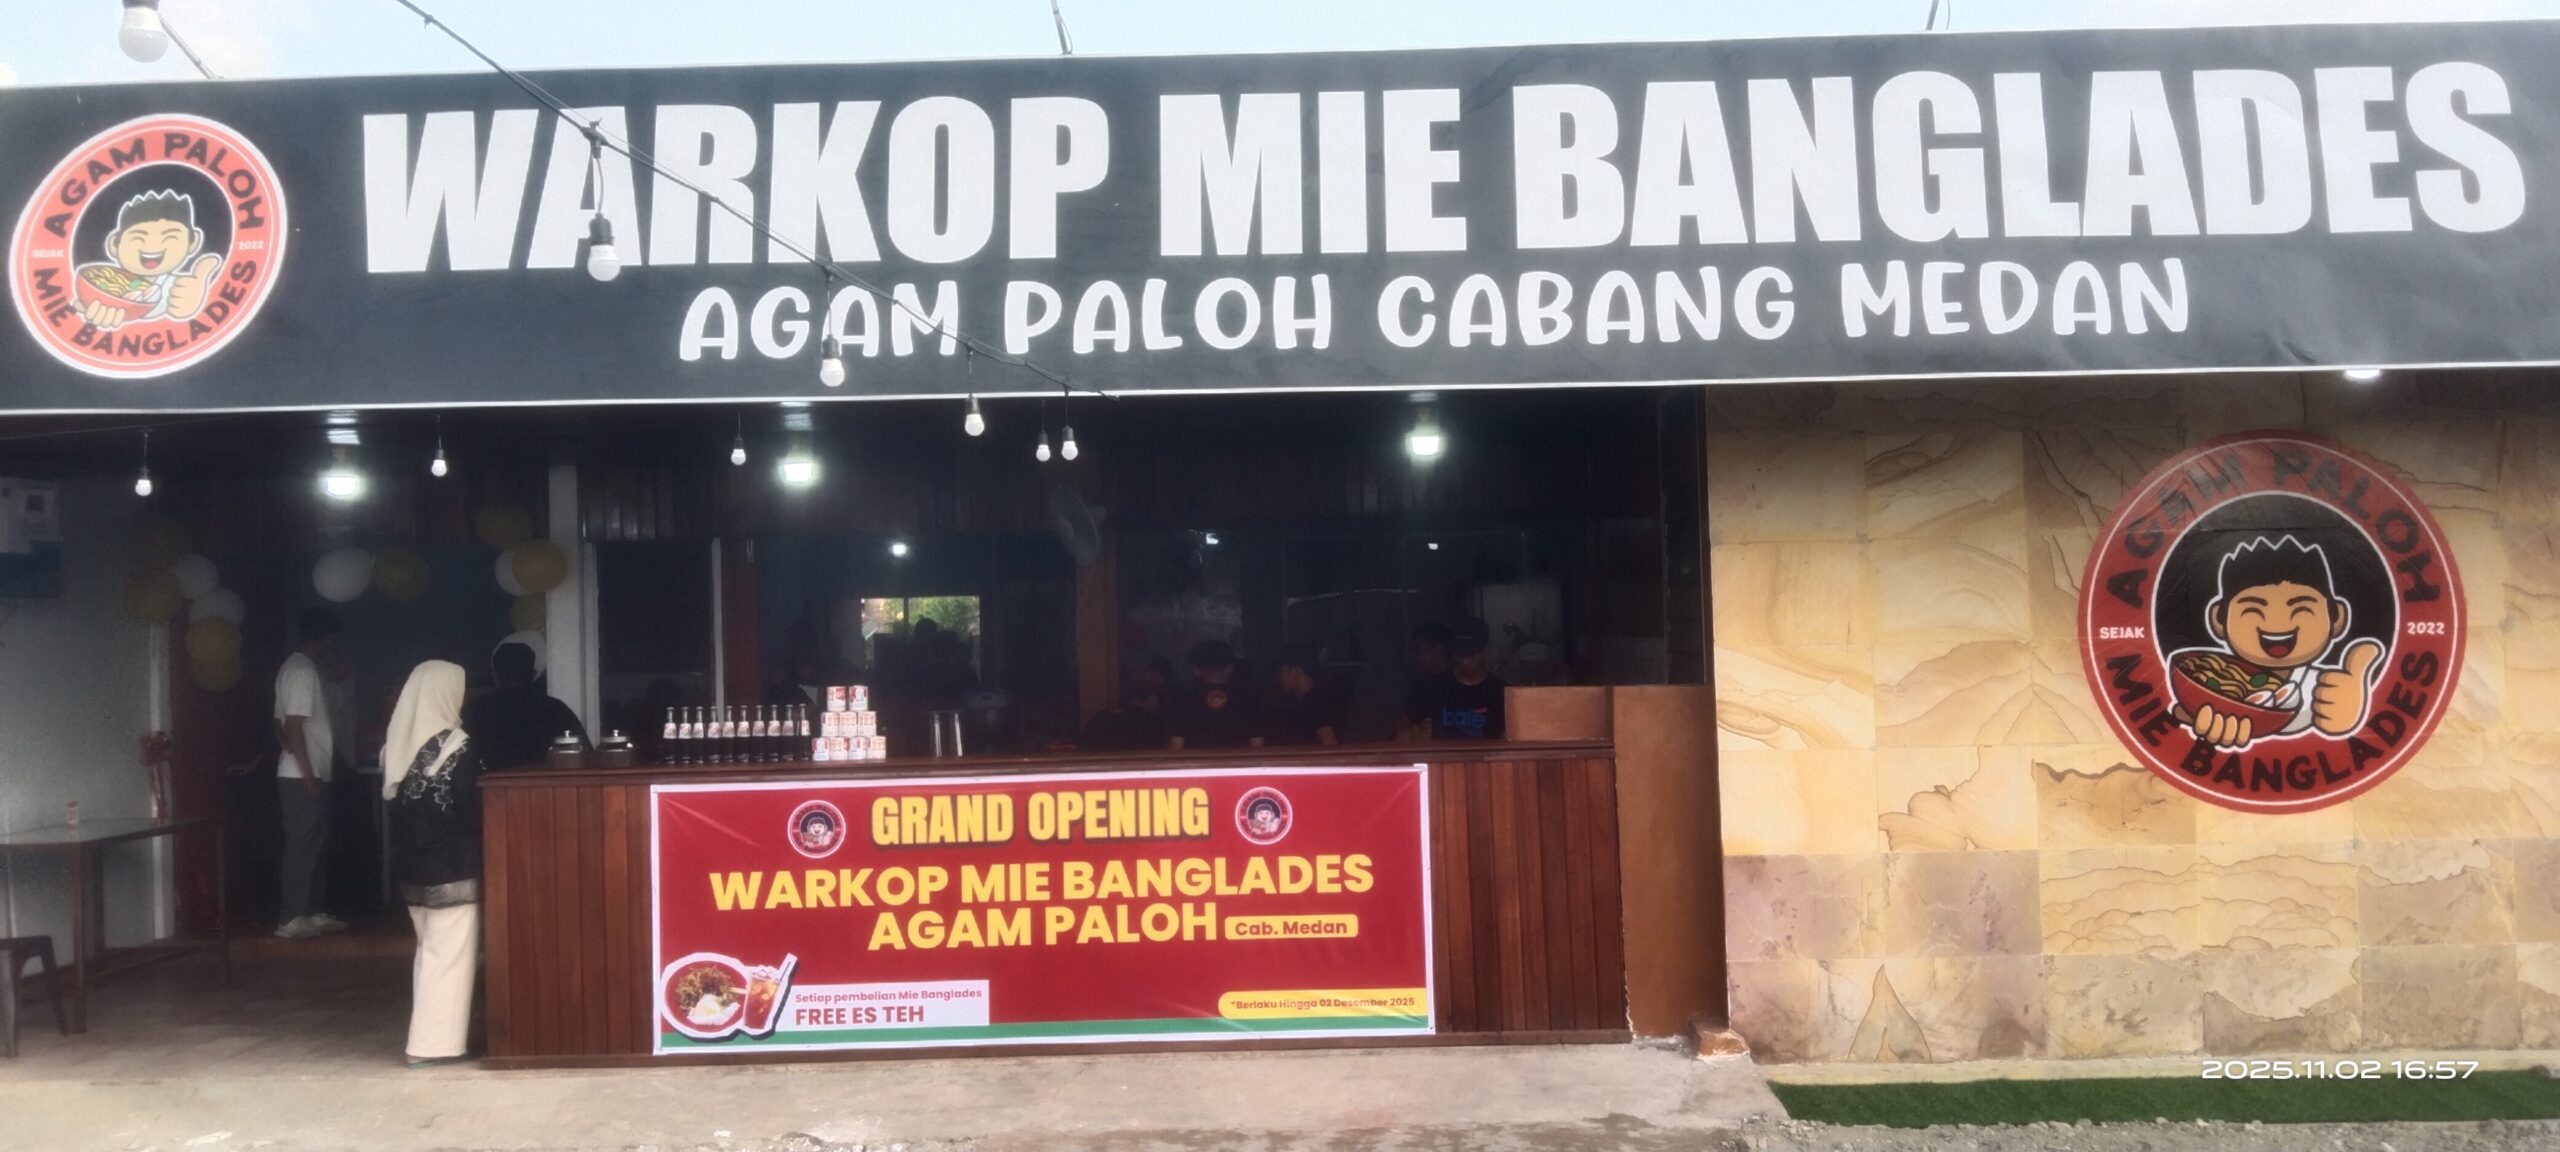 WARKOP MIE BANGLADES
AGAM PALOH CABANG MEDAN
AGAM PALOH
SEJAK 2022
MIE BANGLADES
AGAM PALOH
SEJAK 2022
MIE BANGLADES
bale
GRAND OPENING
WARKOP MIE BANGLADES
AGAM PALOH Cab. Medan
Setiap pembelian Mie Banglades
FREE ES TEH
*Berlaku Hingga 02 Desember 2025
2025.11.02 16:57